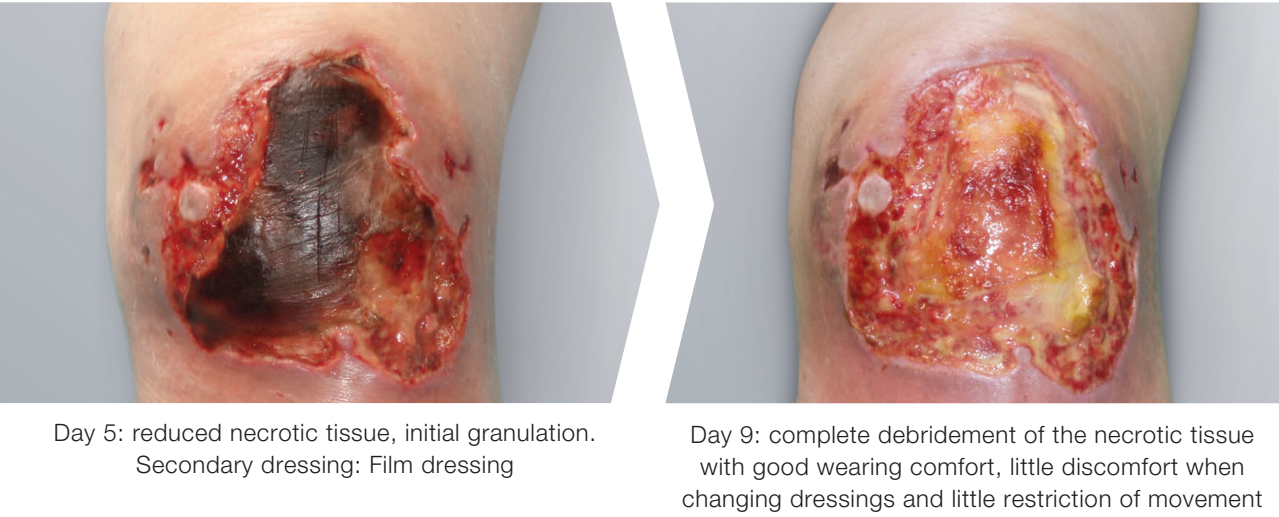 Day 5: reduced necrotic tissue, initial granulation.
Secondary dressing: Film dressing
Day 9: complete debridement of the necrotic tissue
with good wearing comfort, little discomfort when
changing dressings and little restriction of movement